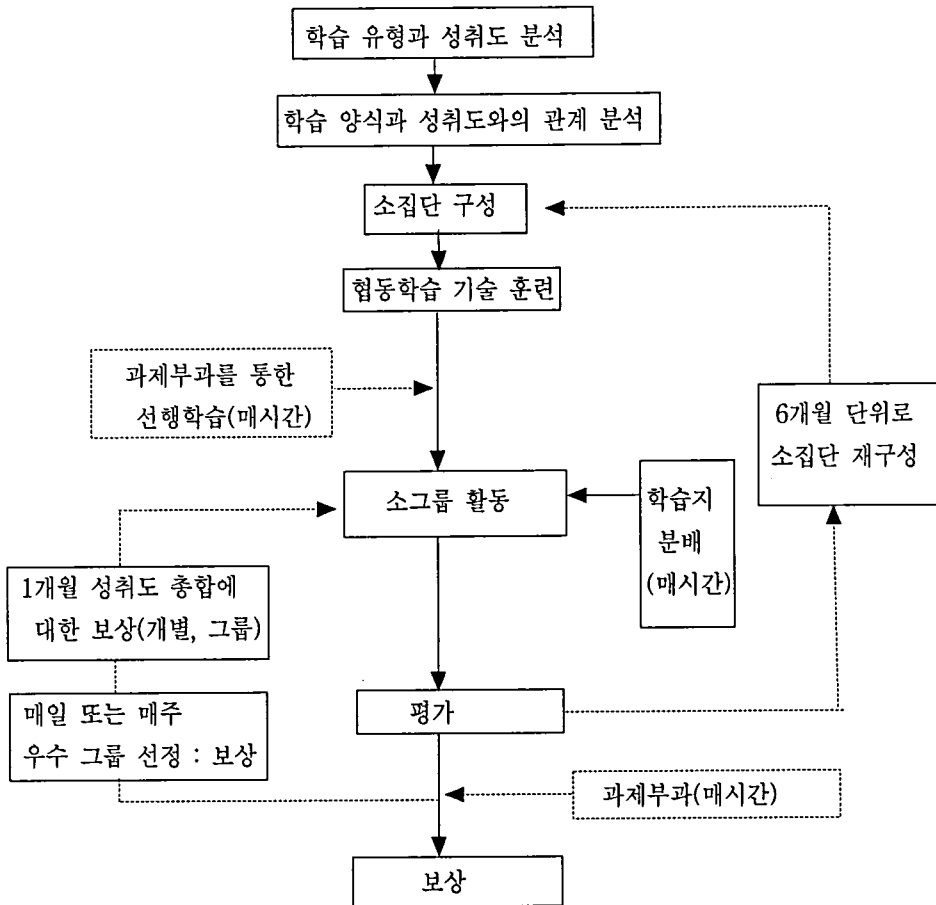 학습 유형과 성취도 분석
학습 양식과 성취도와의 관계 분석
소집단 구성
협동학습 기술 훈련
과제부과를 통한
선행학습(매시간)
6개월 단위로
소집단 재구성
소그룹 활동
학습지
분배
(매시간)
1개월 성취도 총합에
대한 보상(개별, 그룹)
매일 또는 매주
우수 그룹 선정 : 보상
평가
과제부과(매시간)
보상